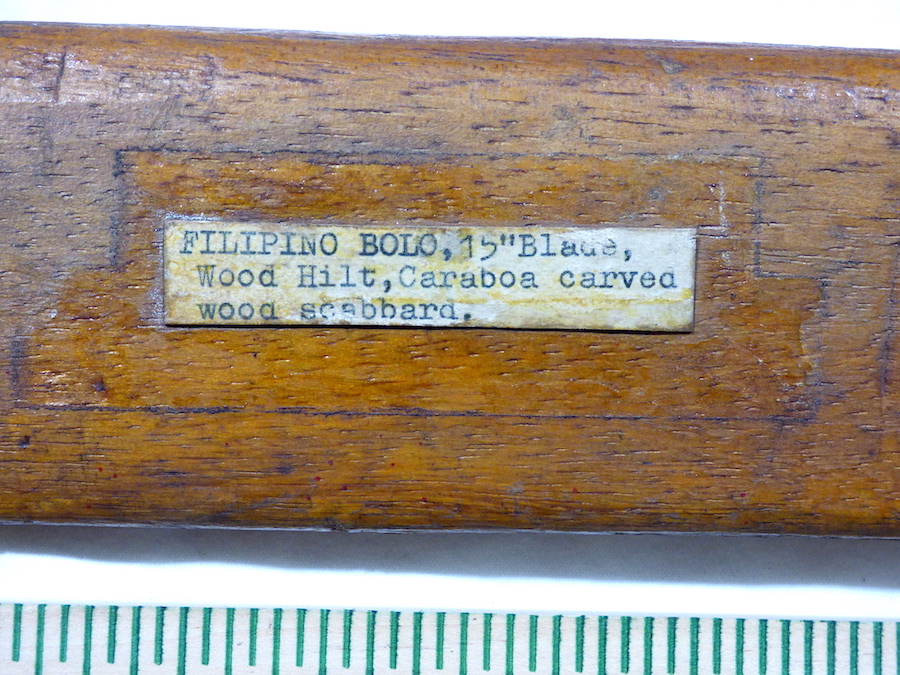 FILIPINO BOLO, 15"Blade,
Wood Hilt,Caraboa carved
wood scabbard.